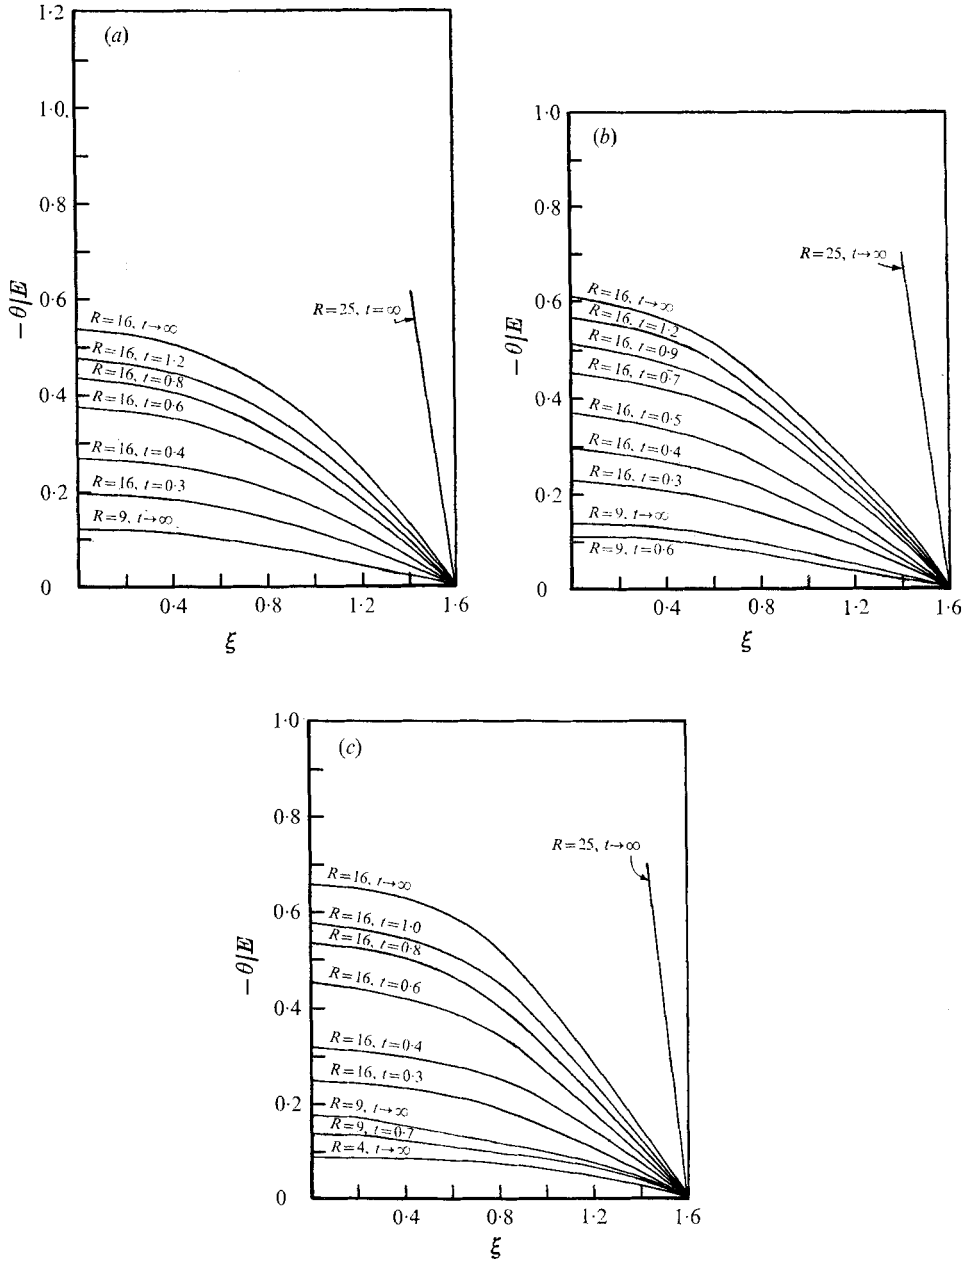 (a)
1·2
1·0
0·8
0·6
0·4
0·2
0
−θ/E
R=16, t→∞
R=16, t=1·2
R=16, t=0·8
R=16, t=0·6
R=16, t=0·4
R=16, t=0·3
R=9, t→∞
R=25, t=∞
0·4 0·8 1·2 1·6
ξ
(b)
1·0
0·8
0·6
0·4
0·2
0
−θ/E
R=16, t→∞
R=16, t=1·2
R=16, t=0·9
R=16, t=0·7
R=16, t=0·5
R=16, t=0·4
R=16, t=0·3
R=9, t→∞
R=9, t=0·6
R=25, t→∞
0·4 0·8 1·2 1·6
ξ
(c)
1·0
0·8
0·6
0·4
0·2
0
−θ/E
R=16, t→∞
R=16, t=1·0
R=16, t=0·8
R=16, t=0·6
R=16, t=0·4
R=16, t=0·3
R=9, t→∞
R=9, t=0·7
R=4, t→∞
R=25, t→∞
0·4 0·8 1·2 1·6
ξ